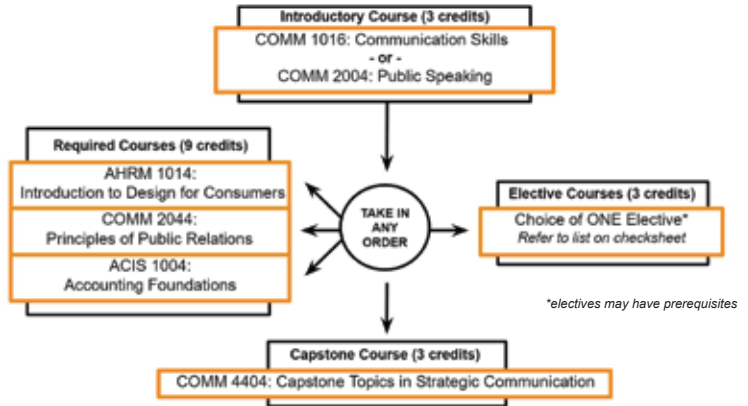 Introductory Course (3 credits)
COMM 1016: Communication Skills
- or -
COMM 2004: Public Speaking
Required Courses (9 credits)
AHRM 1014:
Introduction to Design for Consumers
COMM 2044:
Principles of Public Relations
ACIS 1004:
Accounting Foundations
TAKE IN
ANY
ORDER
Elective Courses (3 credits)
Choice of ONE Elective*
Refer to list on checksheet
*electives may have prerequisites
Capstone Course (3 credits)
COMM 4404: Capstone Topics in Strategic Communication